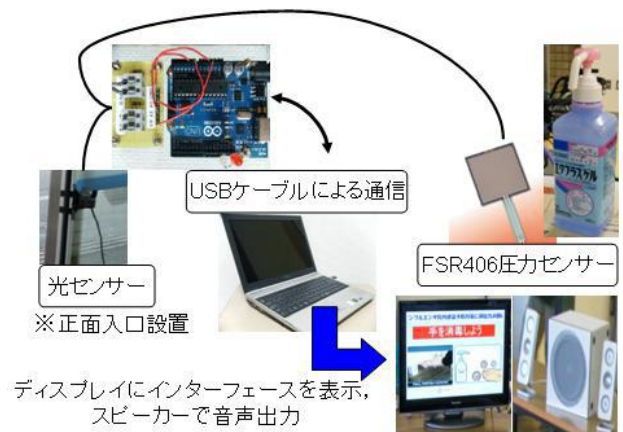 USBケーブルによる通信
光センサー
※正面入口設置
FSR406圧力センサー
手を消毒しよう
ディスプレイにインターフェースを表示,
スピーカーで音声出力